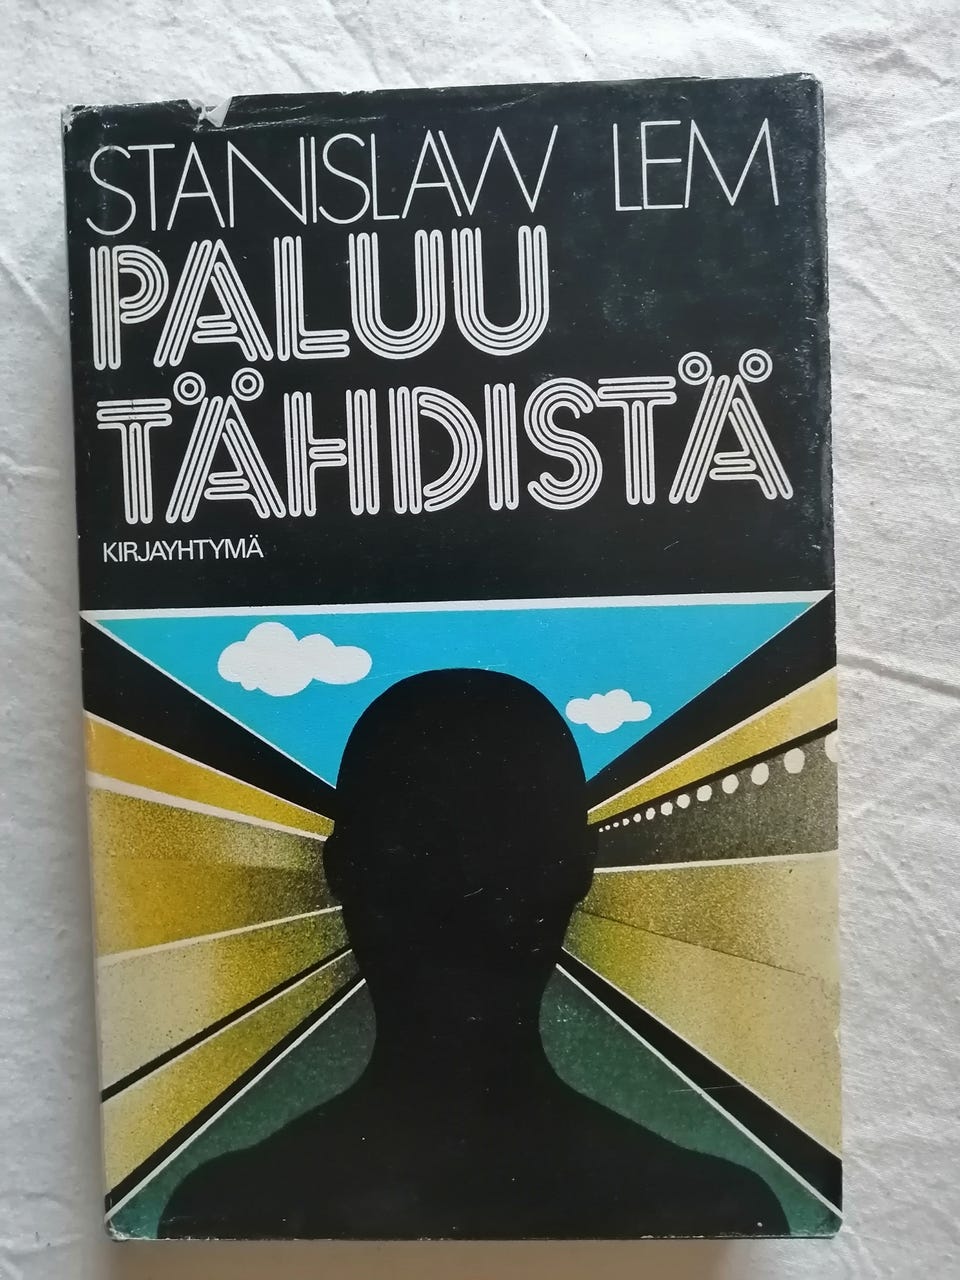 STANISLAW LEM
PALUU
TÄHDISTÄ
KIRJAYHTYMÄ